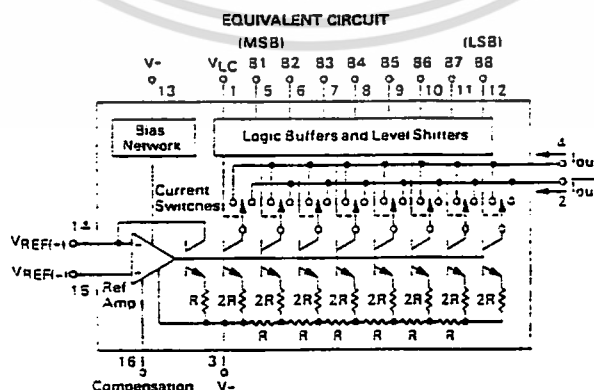 EQUIVALENT CIRCUIT
(MSB) (LSB)
V- VLC B1 B2 B3 B4 B5 B6 B7 B8
13 1 5 6 7 8 9 10 11 12
Bias Network
Logic Buffers and Level Shifters
4
Current Switches
2
14
VREF(-)
VREF(-)
15 Ref Amp
R 2R 2R 2R 2R 2R 2R 2R 2R
R R R R R
16 3
Compensation V-